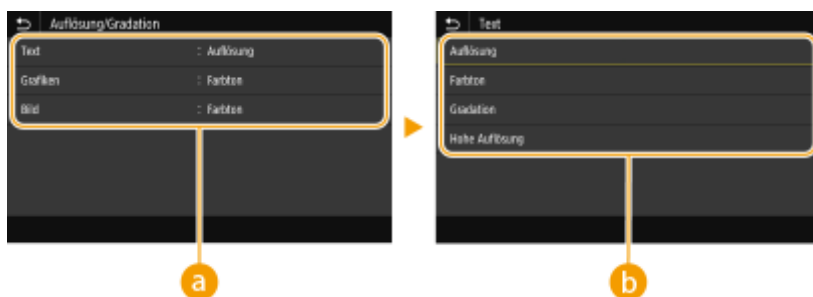 Auflösung/Gradation
Text : Auflösung
Grafiken : Farbton
Bild : Farbton
a
Text
Auflösung
Farbton
Gradation
Hohe Auflösung
b